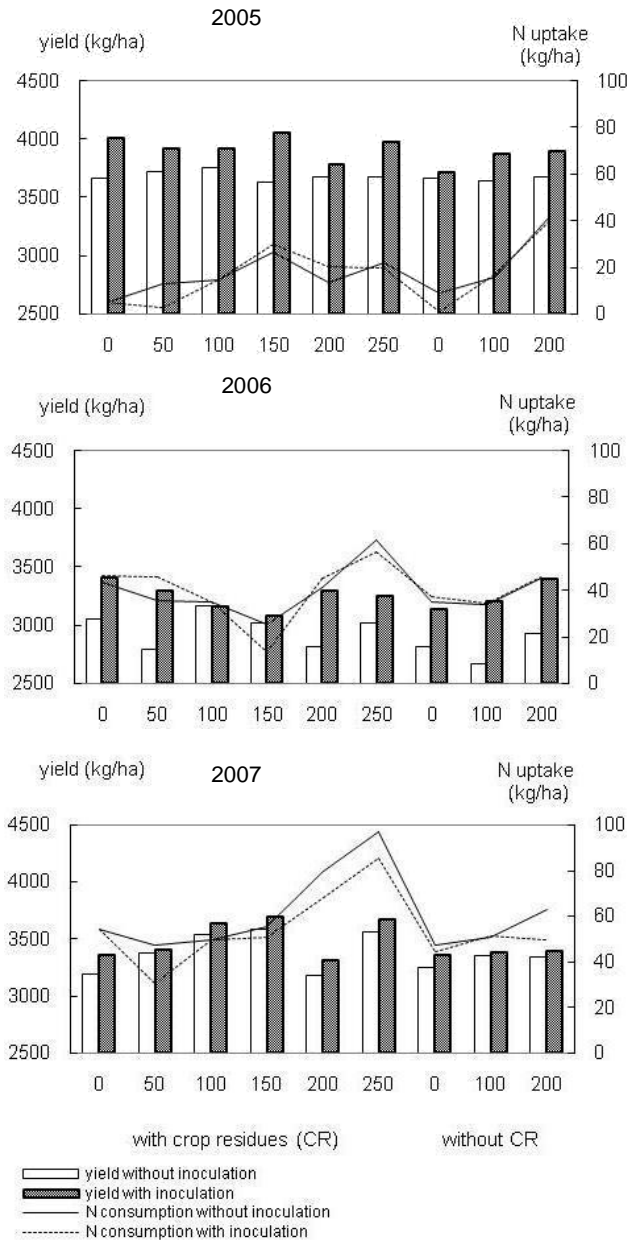 2005
yield (kg/ha)
N uptake
(kg/ha)
4500
4000
3500
3000
2500
100
80
60
40
20
0
0 50 100 150 200 250 0 100 200
2006
yield (kg/ha)
N uptake
(kg/ha)
4500
4000
3500
3000
2500
100
80
60
40
20
0
0 50 100 150 200 250 0 100 200
yield (kg/ha)
2007
N uptake
(kg/ha)
4500
4000
3500
3000
2500
100
80
60
40
20
0
0 50 100 150 200 250 0 100 200
with crop residues (CR) without CR
yield without inoculation
yield with inoculation
N consumption without inoculation
N consumption with inoculation